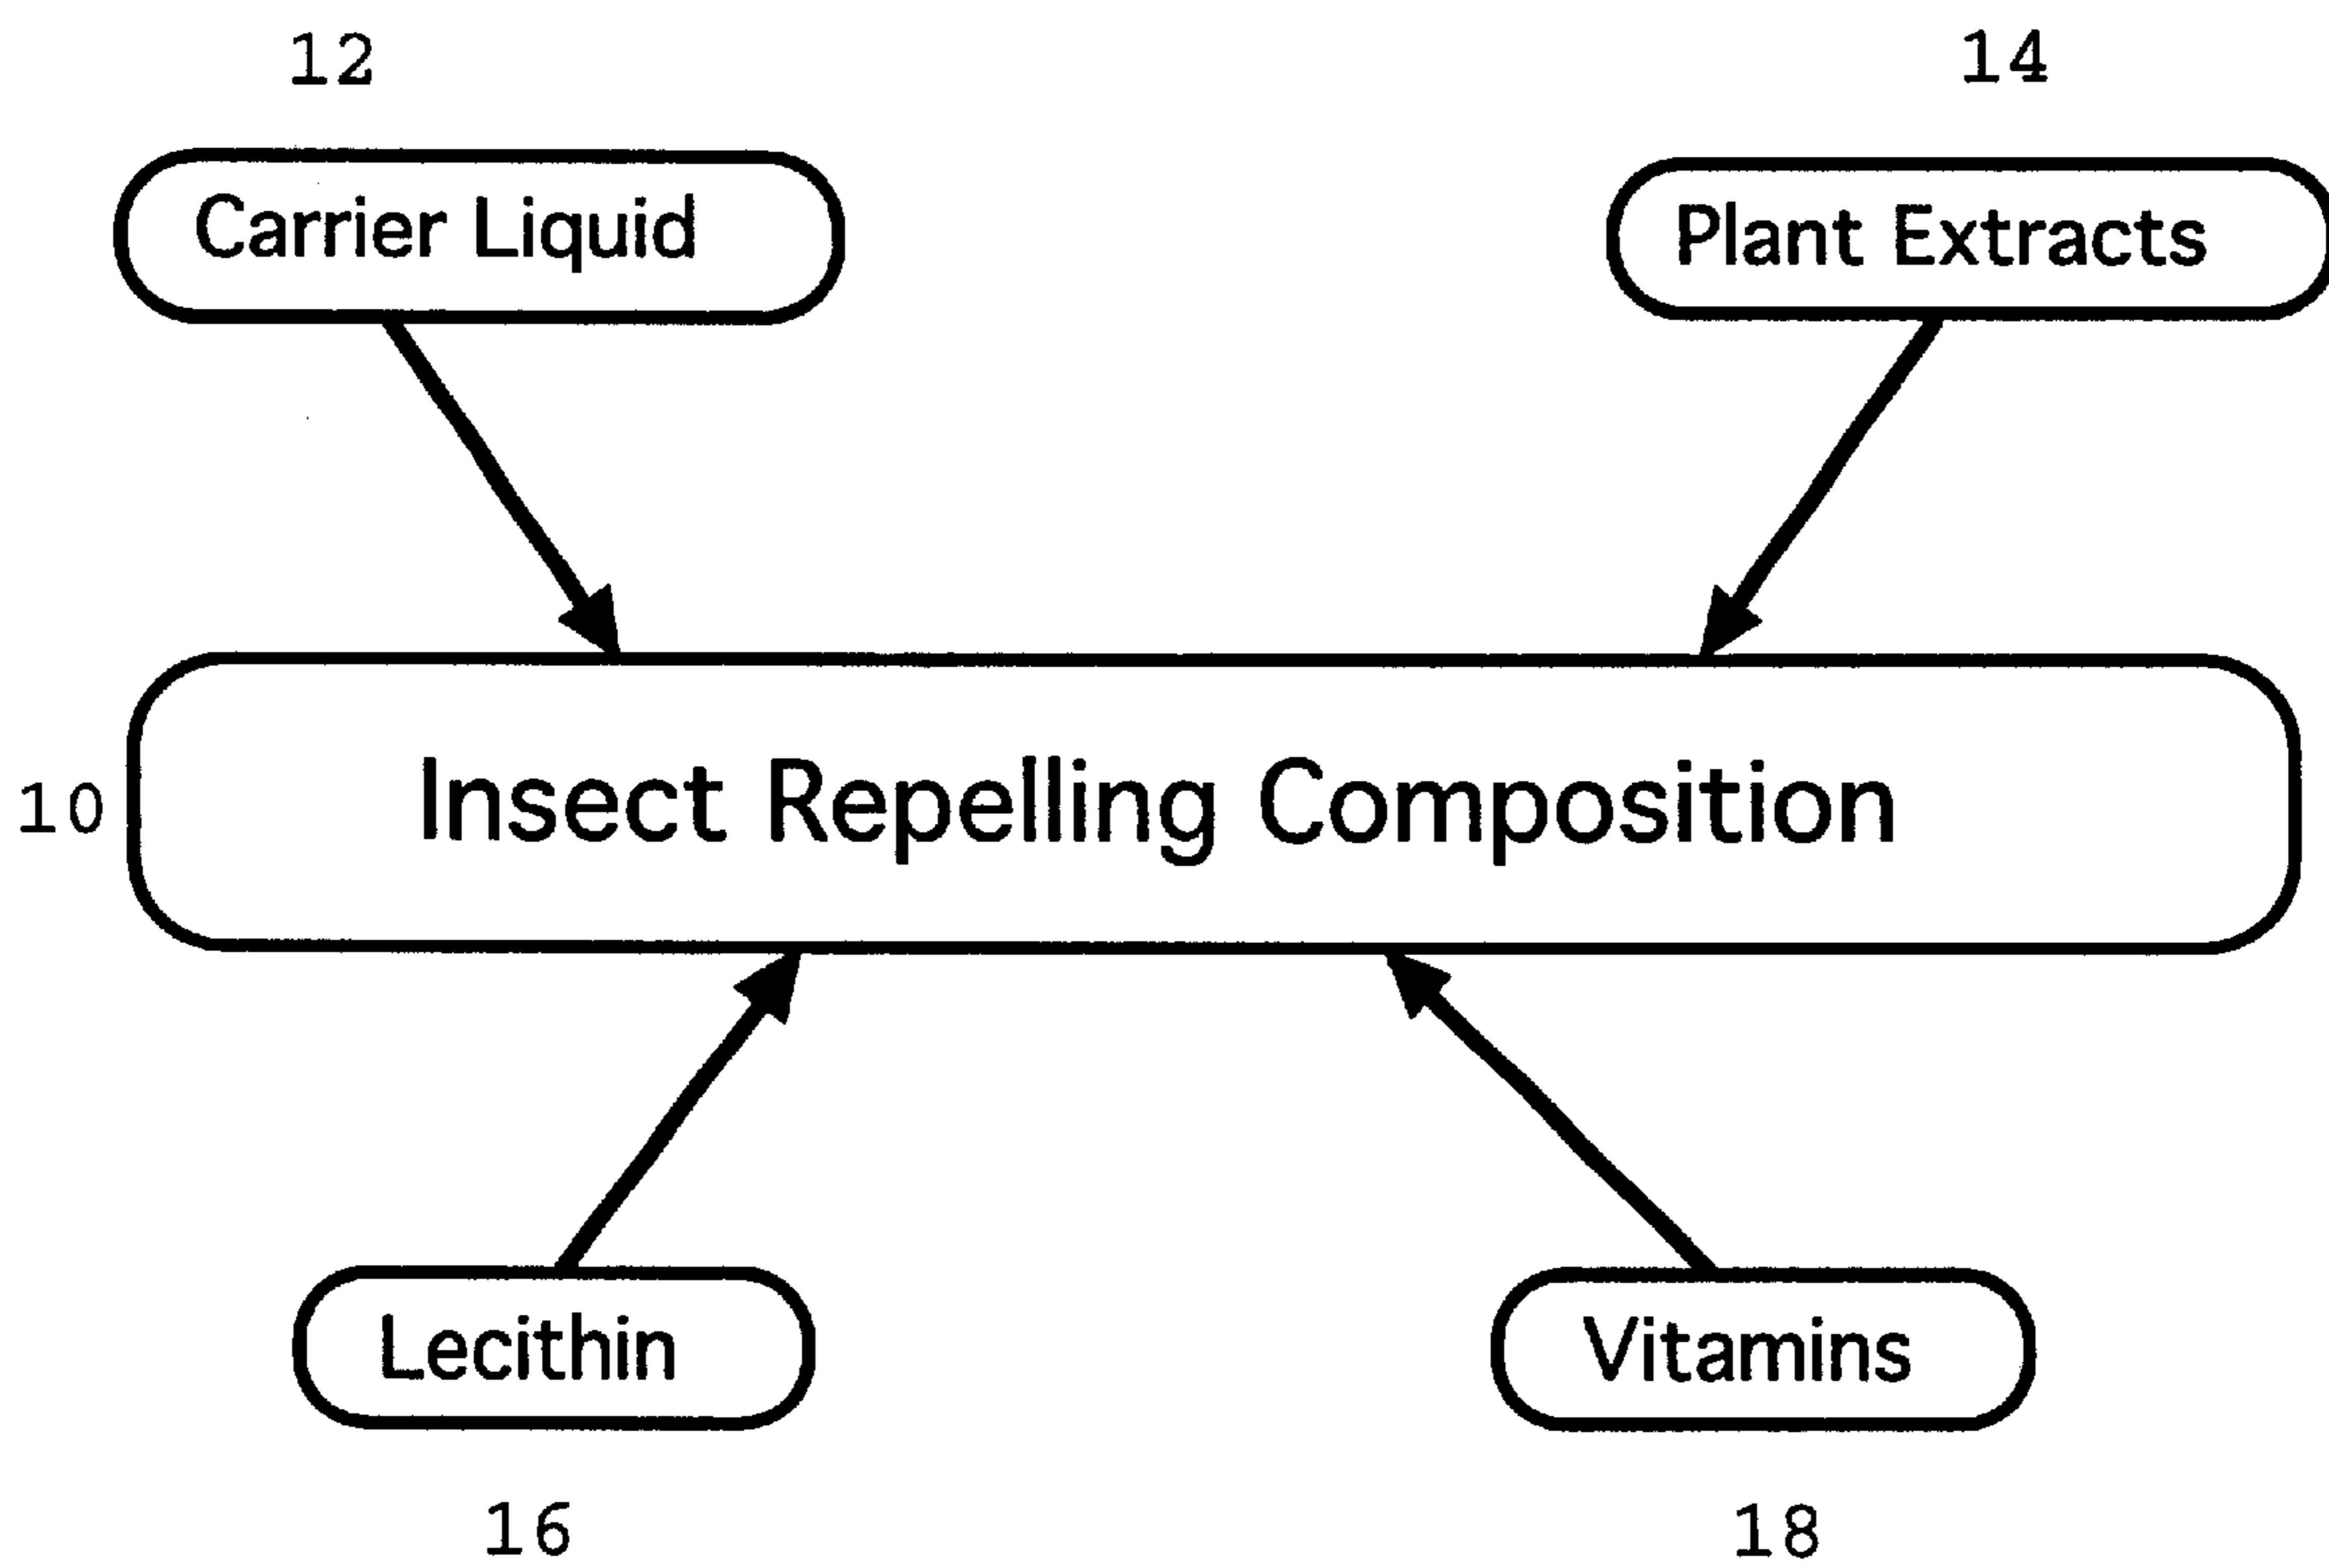 12
14
Carrier Liquid
Plant Extracts
10
Insect Repelling Composition
Lecithin
Vitamins
16
18